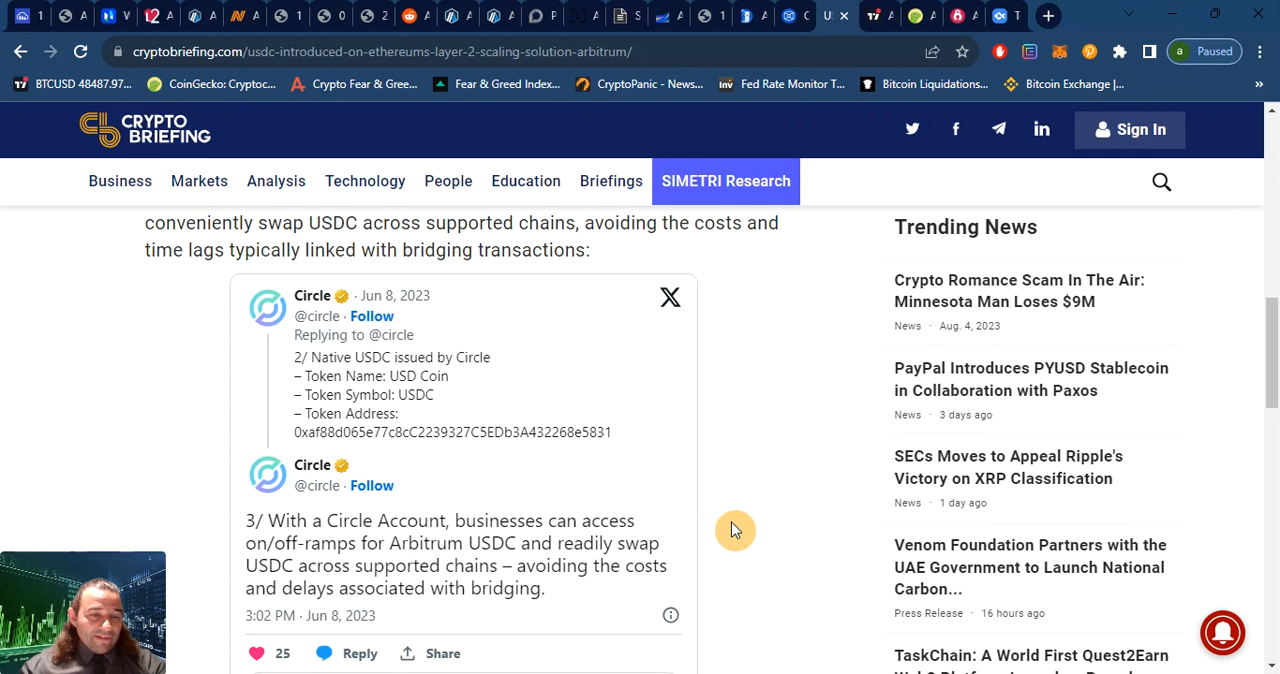 cryptobriefing.com/usdc-introduced-on-ethereums-layer-2-scaling-solution-arbitrum/
a Paused
BTCUSD 48487.97...
CoinGecko: Cryptoc...
Crypto Fear & Gree...
Fear & Greed Index...
CryptoPanic - News...
Fed Rate Monitor T...
Bitcoin Liquidations...
Bitcoin Exchange |...
»
CRYPTO
BRIEFING
Sign In
Business
Markets
Analysis
Technology
People
Education
Briefings
SIMETRI Research
conveniently swap USDC across supported chains, avoiding the costs and
time lags typically linked with bridging transactions:
Circle · Jun 8, 2023
@circle · Follow
Replying to @circle
2/ Native USDC issued by Circle
– Token Name: USD Coin
– Token Symbol: USDC
– Token Address:
0xaf88d065e77c8cC2239327C5EDb3A432268e5831
Circle
@circle · Follow
3/ With a Circle Account, businesses can access
on/off-ramps for Arbitrum USDC and readily swap
USDC across supported chains – avoiding the costs
and delays associated with bridging.
3:02 PM · Jun 8, 2023
25
Reply
Share
Trending News
Crypto Romance Scam In The Air:
Minnesota Man Loses $9M
News · Aug. 4, 2023
PayPal Introduces PYUSD Stablecoin
in Collaboration with Paxos
News · 3 days ago
SECs Moves to Appeal Ripple's
Victory on XRP Classification
News · 1 day ago
Venom Foundation Partners with the
UAE Government to Launch National
Carbon...
Press Release · 16 hours ago
TaskChain: A World First Quest2Earn